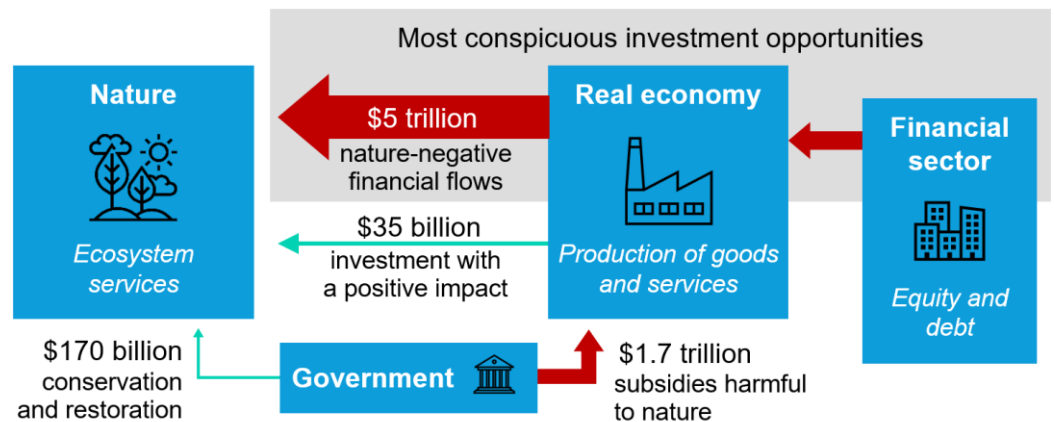 Most conspicuous investment opportunities
Nature
Ecosystem
services
$5 trillion
nature-negative
financial flows
$35 billion
investment with
a positive impact
Real economy
Production of goods
and services
Financial
sector
Equity and
debt
$170 billion
conservation
and restoration
Government
$1.7 trillion
subsidies harmful
to nature